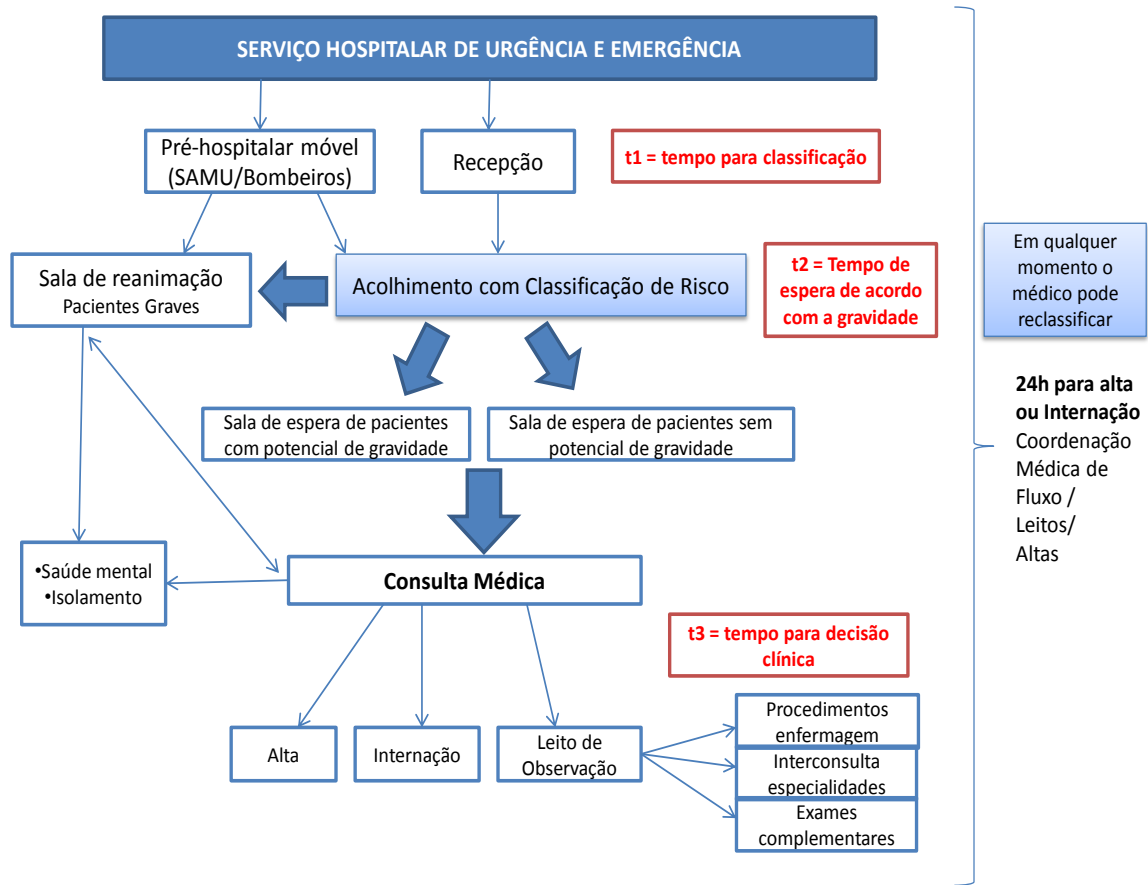 SERVIÇO HOSPITALAR DE URGÊNCIA E EMERGÊNCIA
Pré-hospitalar móvel
(SAMU/Bombeiros)
Recepção
t1 = tempo para classificação
Sala de reanimação
Pacientes Graves
Acolhimento com Classificação de Risco
t2 = Tempo de
espera de acordo
com a gravidade
Em qualquer
momento o
médico pode
reclassificar
24h para alta
ou Internação
Coordenação
Médica de
Fluxo /
Leitos/
Altas
Sala de espera de pacientes
com potencial de gravidade
Sala de espera de pacientes sem
potencial de gravidade
•Saúde mental
•Isolamento
Consulta Médica
t3 = tempo para decisão
clínica
Alta
Internação
Leito de
Observação
Procedimentos
enfermagem
Interconsulta
especialidades
Exames
complementares